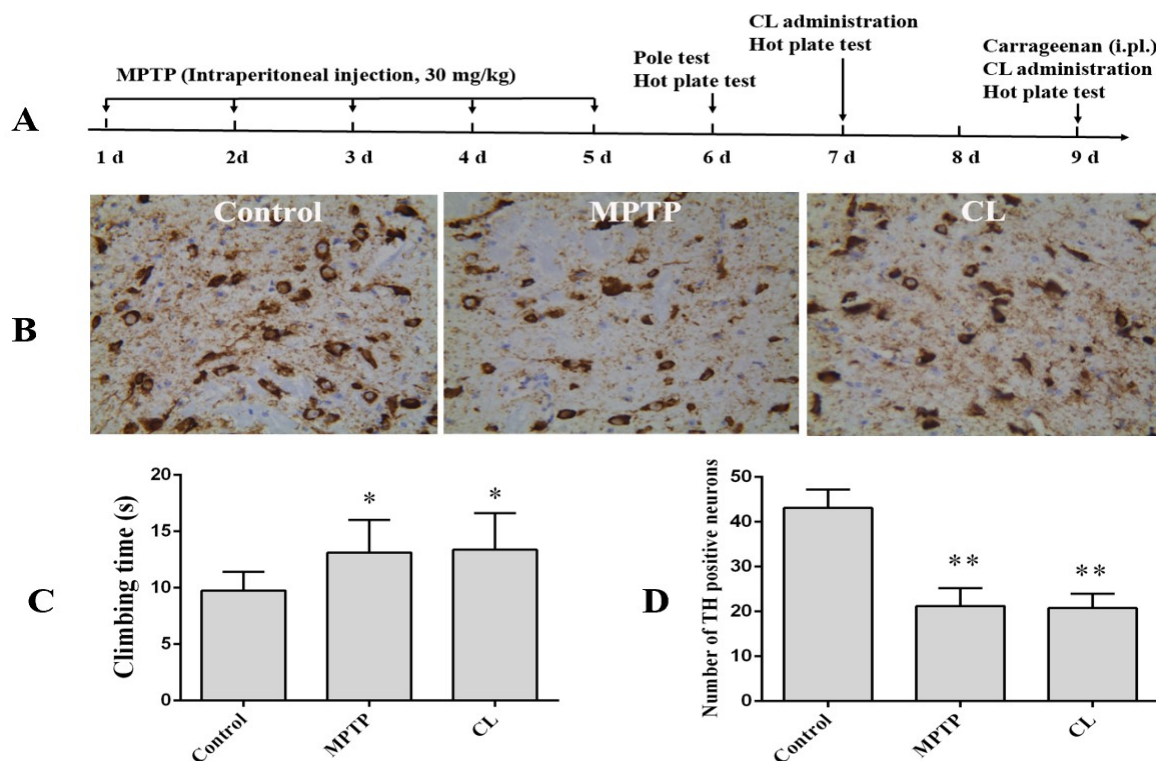 CL administration
Hot plate test
Carrageenan (i.pl.)
CL administration
Hot plate test
Pole test
Hot plate test
MPTP (Intraperitoneal injection, 30 mg/kg)
A
1 d 2d 3 d 4 d 5 d 6 d 7 d 8 d 9 d
Control MPTP CL
B
C
Climbing time (s)
20
15
10
5
0
* *
Control MPTP CL
D
Number of TH positive neurons
50
40
30
20
10
0
** **
Control MPTP CL